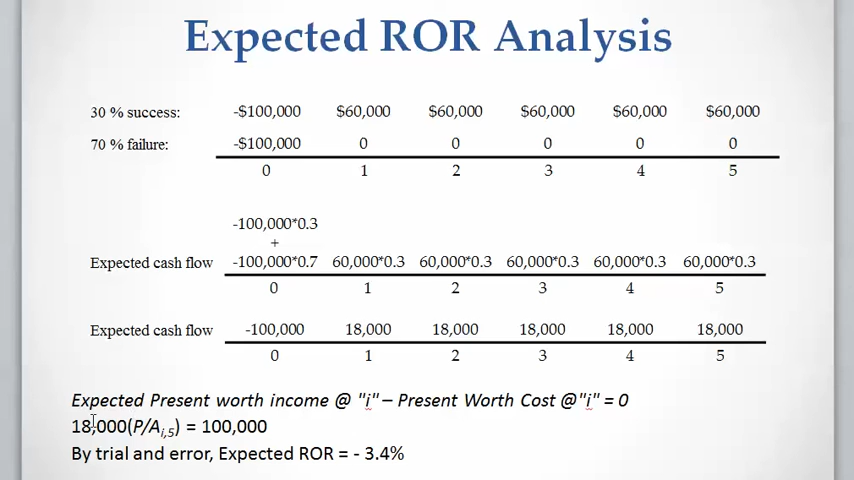 Expected ROR Analysis
30 % success: -$100,000 $60,000 $60,000 $60,000 $60,000 $60,000
70 % failure: -$100,000 0 0 0 0 0
0 1 2 3 4 5
-100,000*0.3
+
Expected cash flow -100,000*0.7 60,000*0.3 60,000*0.3 60,000*0.3 60,000*0.3 60,000*0.3
0 1 2 3 4 5
Expected cash flow -100,000 18,000 18,000 18,000 18,000 18,000
0 1 2 3 4 5
Expected Present worth income @ "i" – Present Worth Cost @"i" = 0
18,000(P/Ai,5) = 100,000
By trial and error, Expected ROR = - 3.4%